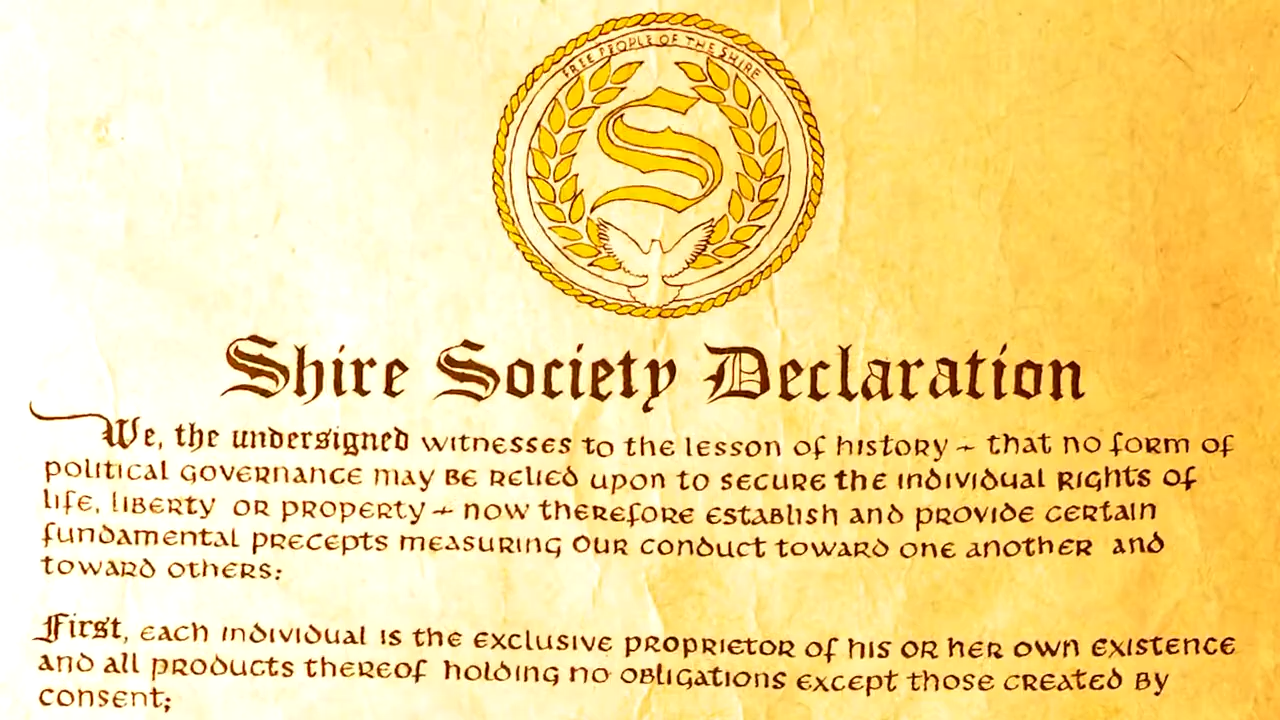 FREE PEOPLE OF THE SHIRE
S
Shire Society Declaration
We, the undersigned witnesses to the lesson of history ~ that no form of
political governance may be relied upon to secure the individual rights of
life, liberty or property ~ now therefore establish and provide certain
fundamental precepts measuring our conduct toward one another and
toward others:
First, each individual is the exclusive proprietor of his or her own existence
and all products thereof holding no obligations except those created by
consent;